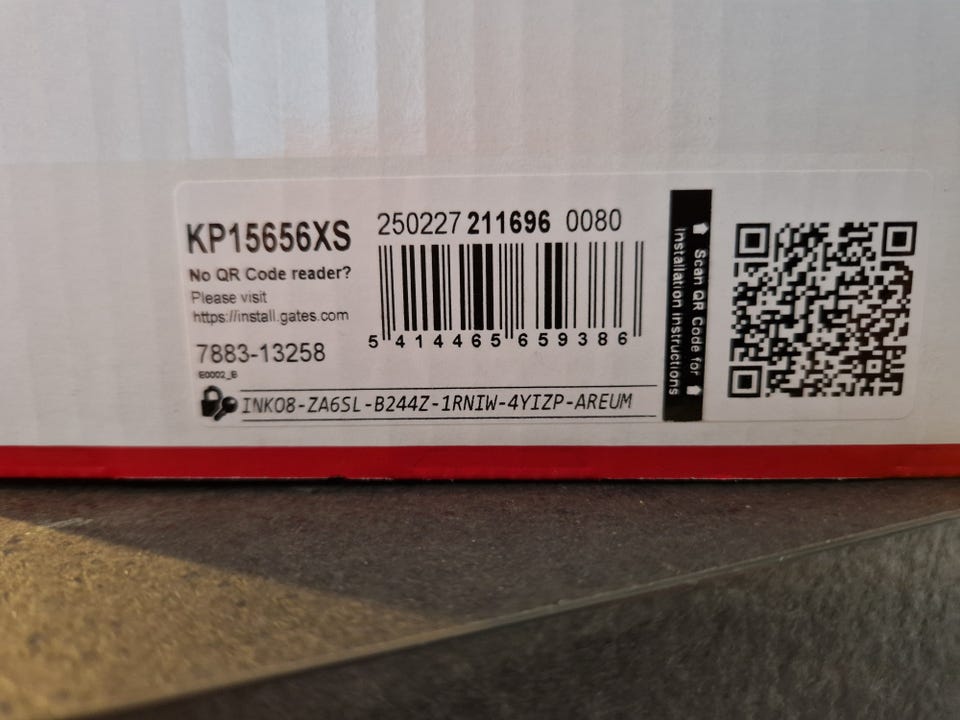 KP15656XS
No QR Code reader?
Please visit
https://install.gates.com
7883-13258
E0002_B
250227 211696 0080
5 414465 659386
INKO8-ZA6SL-B244Z-1RNIW-4YIZP-AREUM
Scan QR Code for
installation instructions